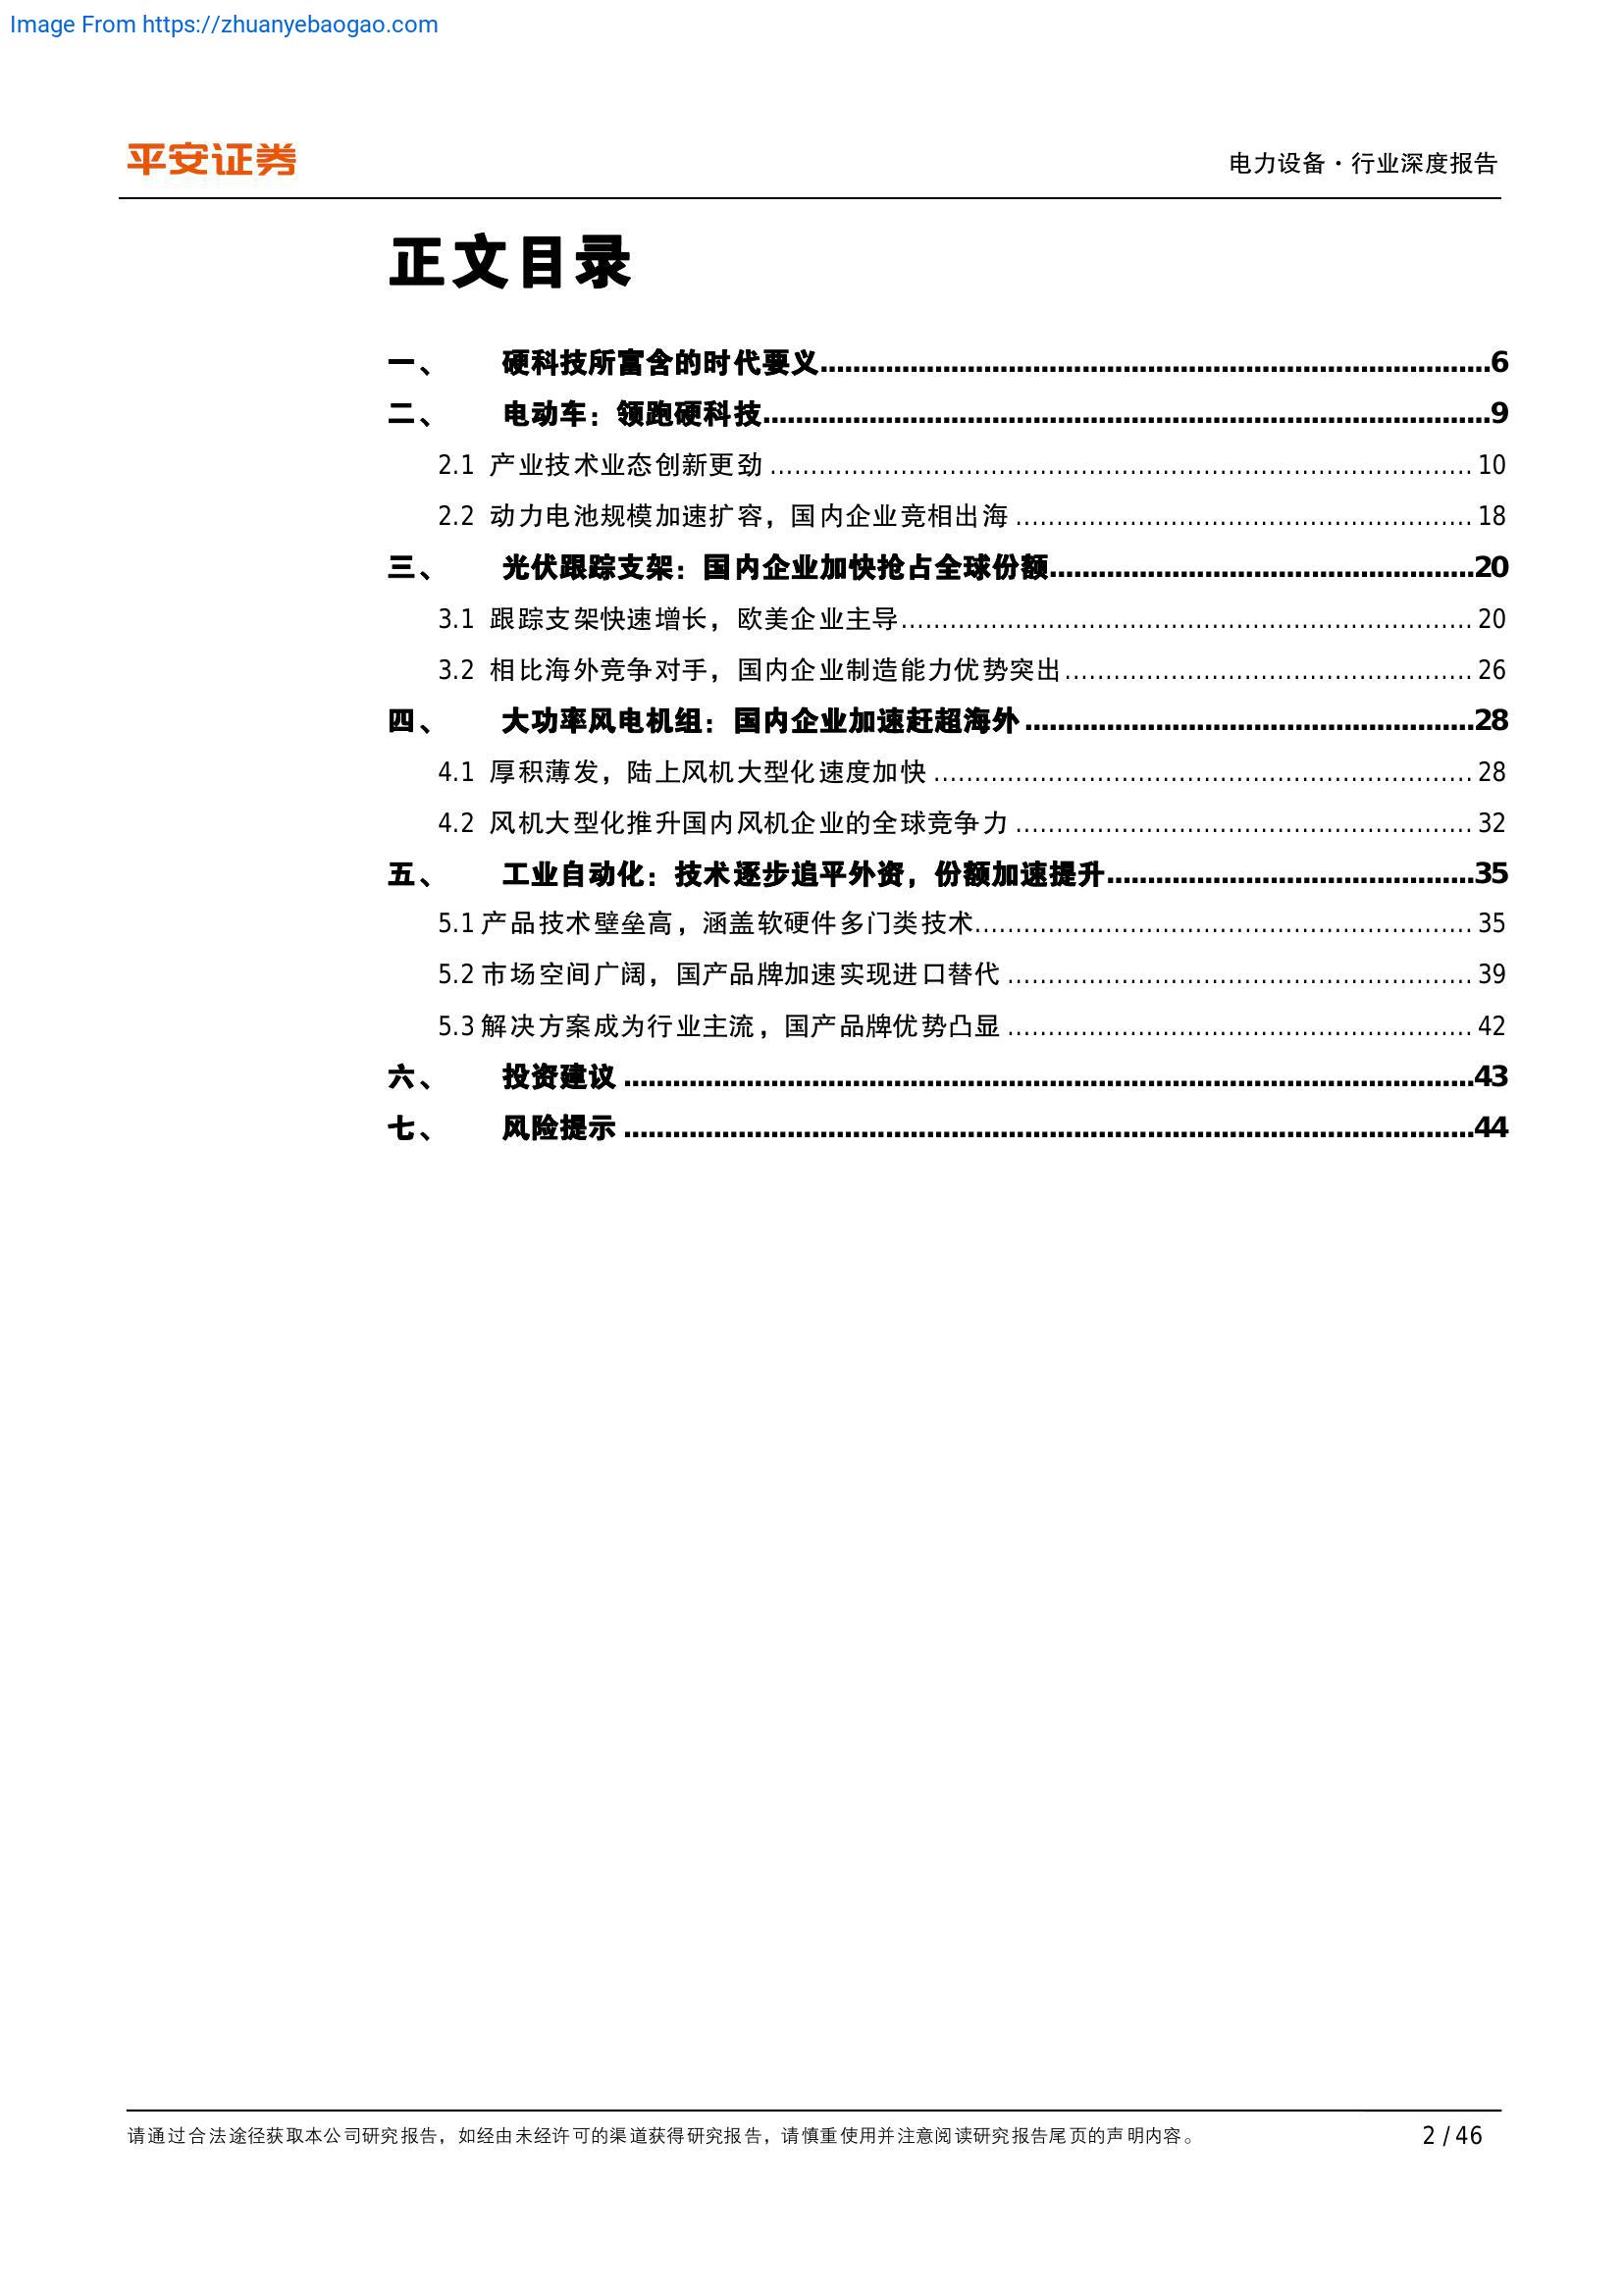 Image From https://zhuanyebaogao.com
平安证券
电力设备·行业深度报告
正文目录
一、 硬科技所富含的时代要义........................................6
二、 电动车：领跑硬科技........................................9
2.1 产业技术业态创新更劲........................................10
2.2 动力电池规模加速扩容，国内企业竞相出海........................................18
三、 光伏跟踪支架：国内企业加快抢占全球份额........................................20
3.1 跟踪支架快速增长，欧美企业主导........................................20
3.2 相比海外竞争对手，国内企业制造能力优势突出........................................26
四、 大功率风电机组：国内企业加速赶超海外........................................28
4.1 厚积薄发，陆上风机大型化速度加快........................................28
4.2 风机大型化推升国内风机企业的全球竞争力........................................32
五、 工业自动化：技术逐步追平外资，份额加速提升........................................35
5.1 产品技术壁垒高，涵盖软硬件多门类技术........................................35
5.2 市场空间广阔，国产品牌加速实现进口替代........................................39
5.3 解决方案成为行业主流，国产品牌优势凸显........................................42
六、 投资建议........................................43
七、 风险提示........................................44
请通过合法途径获取本公司研究报告，如经由未经许可的渠道获得研究报告，请慎重使用并注意阅读研究报告尾页的声明内容。
2 / 46